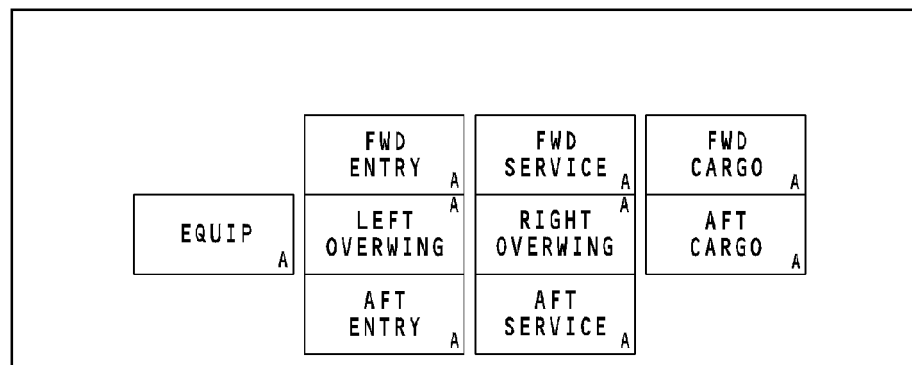 FWD
ENTRY A
FWD
SERVICE A
FWD
CARGO A
EQUIP A
A
LEFT
OVERWING
A
RIGHT
OVERWING
AFT
CARGO A
AFT
ENTRY A
AFT
SERVICE A